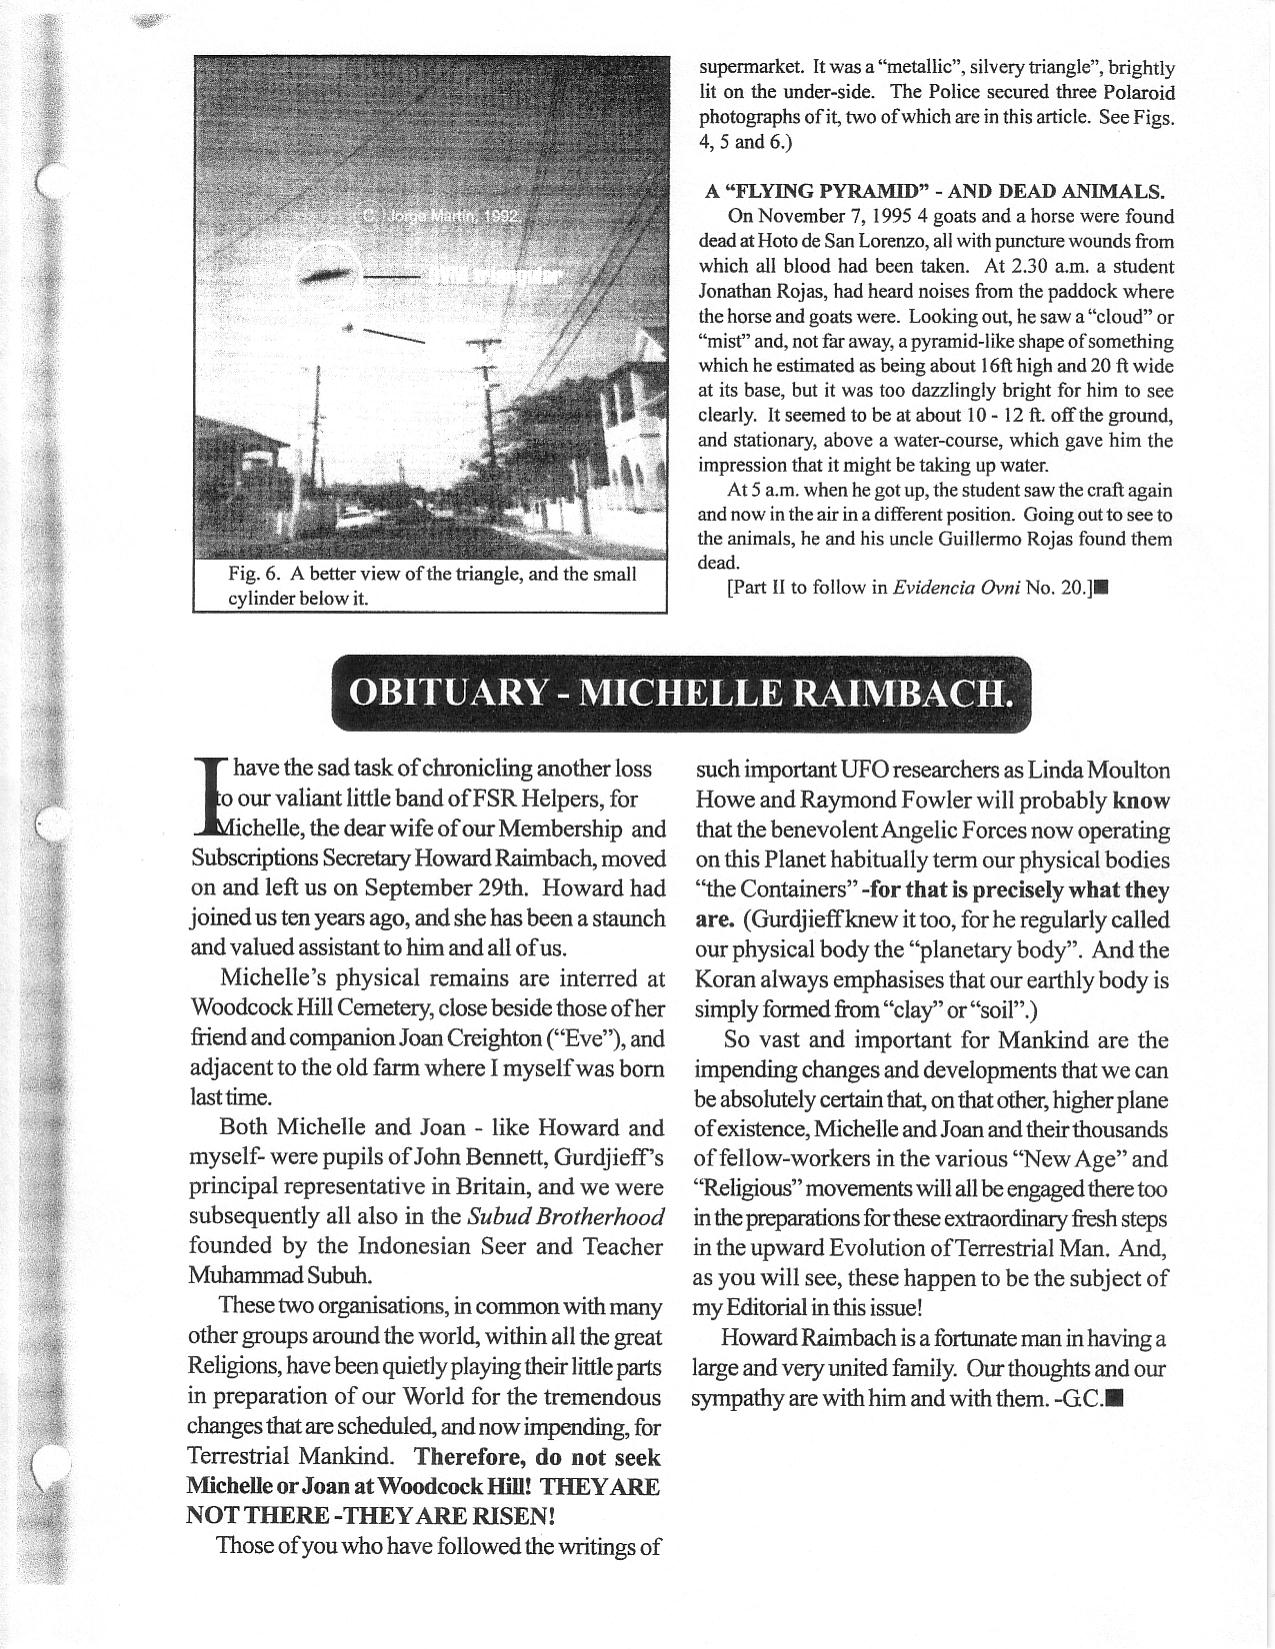 C. Jorge Martin, 1992.
Fig. 6. A better view of the triangle, and the small
cylinder below it.
supermarket. It was a “metallic”, silvery triangle”, brightly
lit on the under-side. The Police secured three Polaroid
photographs of it, two of which are in this article. See Figs.
4, 5 and 6.)
A “FLYING PYRAMID” - AND DEAD ANIMALS.
On November 7, 1995 4 goats and a horse were found
dead at Hoto de San Lorenzo, all with puncture wounds from
which all blood had been taken. At 2.30 a.m. a student
Jonathan Rojas, had heard noises from the paddock where
the horse and goats were. Looking out, he saw a “cloud” or
“mist” and, not far away, a pyramid-like shape of something
which he estimated as being about 16ft high and 20 ft wide
at its base, but it was too dazzlingly bright for him to see
clearly. It seemed to be at about 10 - 12 ft. off the ground,
and stationary, above a water-course, which gave him the
impression that it might be taking up water.
At 5 a.m. when he got up, the student saw the craft again
and now in the air in a different position. Going out to see to
the animals, he and his uncle Guillermo Rojas found them
dead.
[Part II to follow in Evidencia Ovni No. 20.]■
OBITUARY - MICHELLE RAIMBACH.
I have the sad task of chronicling another loss
to our valiant little band of FSR Helpers, for
Michelle, the dear wife of our Membership and
Subscriptions Secretary Howard Raimbach, moved
on and left us on September 29th. Howard had
joined us ten years ago, and she has been a staunch
and valued assistant to him and all of us.
Michelle’s physical remains are interred at
Woodcock Hill Cemetery, close beside those of her
friend and companion Joan Creighton (“Eve”), and
adjacent to the old farm where I myself was born
last time.
Both Michelle and Joan - like Howard and
myself- were pupils of John Bennett, Gurdjieff’s
principal representative in Britain, and we were
subsequently all also in the Subud Brotherhood
founded by the Indonesian Seer and Teacher
Muhammad Subuh.
These two organisations, in common with many
other groups around the world, within all the great
Religions, have been quietly playing their little parts
in preparation of our World for the tremendous
changes that are scheduled, and now impending, for
Terrestrial Mankind. Therefore, do not seek
Michelle or Joan at Woodcock Hill! THEY ARE
NOT THERE -THEY ARE RISEN!
Those of you who have followed the writings of
such important UFO researchers as Linda Moulton
Howe and Raymond Fowler will probably know
that the benevolent Angelic Forces now operating
on this Planet habitually term our physical bodies
“the Containers” -for that is precisely what they
are. (Gurdjieff knew it too, for he regularly called
our physical body the “planetary body”. And the
Koran always emphasises that our earthly body is
simply formed from “clay” or “soil”.)
So vast and important for Mankind are the
impending changes and developments that we can
be absolutely certain that, on that other, higher plane
of existence, Michelle and Joan and their thousands
of fellow-workers in the various “New Age” and
“Religious” movements will all be engaged there too
in the preparations for these extraordinary fresh steps
in the upward Evolution of Terrestrial Man. And,
as you will see, these happen to be the subject of
my Editorial in this issue!
Howard Raimbach is a fortunate man in having a
large and very united family. Our thoughts and our
sympathy are with him and with them. -G.C.■